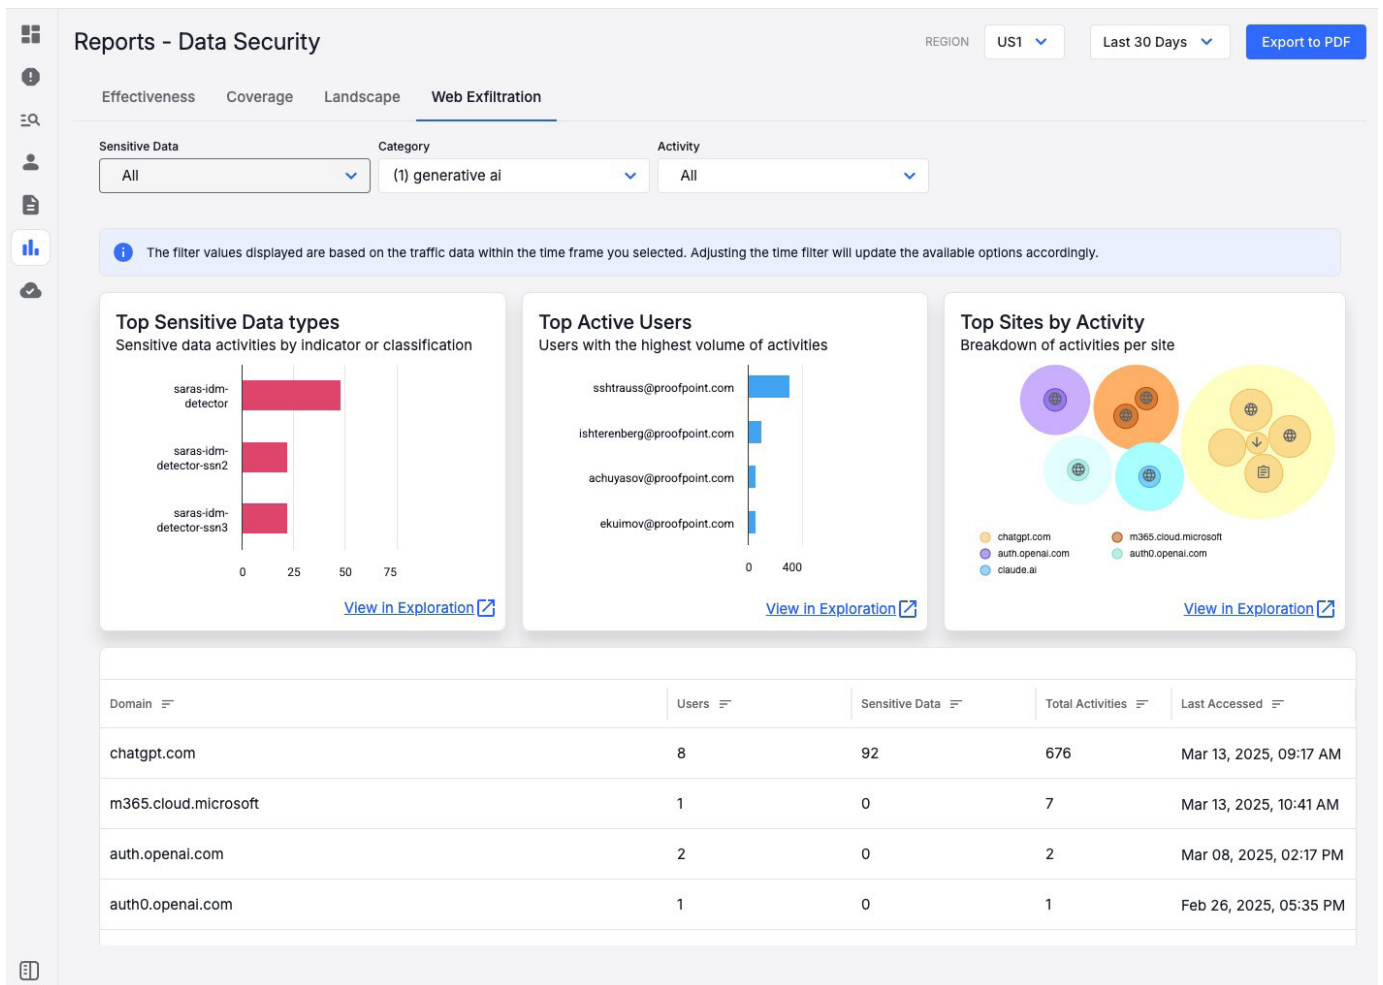 Reports - Data Security
REGION
US1
Last 30 Days
Export to PDF
Effectiveness
Coverage
Landscape
Web Exfiltration
Sensitive Data
Category
Activity
All
(1) generative ai
All
The filter values displayed are based on the traffic data within the time frame you selected. Adjusting the time filter will update the available options accordingly.
Top Sensitive Data types
Sensitive data activities by indicator or classification
saras-idm-
detector
saras-idm-
detector-ssn2
saras-idm-
detector-ssn3
0 25 50 75
View in Exploration
Top Active Users
Users with the highest volume of activities
sshtrauss@proofpoint.com
ishterenberg@proofpoint.com
achuyasov@proofpoint.com
ekuimov@proofpoint.com
0 400
View in Exploration
Top Sites by Activity
Breakdown of activities per site
chatgpt.com
m365.cloud.microsoft
auth.openai.com
auth0.openai.com
claude.ai
View in Exploration
Domain Users Sensitive Data Total Activities Last Accessed
chatgpt.com 8 92 676 Mar 13, 2025, 09:17 AM
m365.cloud.microsoft 1 0 7 Mar 13, 2025, 10:41 AM
auth.openai.com 2 0 2 Mar 08, 2025, 02:17 PM
auth0.openai.com 1 0 1 Feb 26, 2025, 05:35 PM